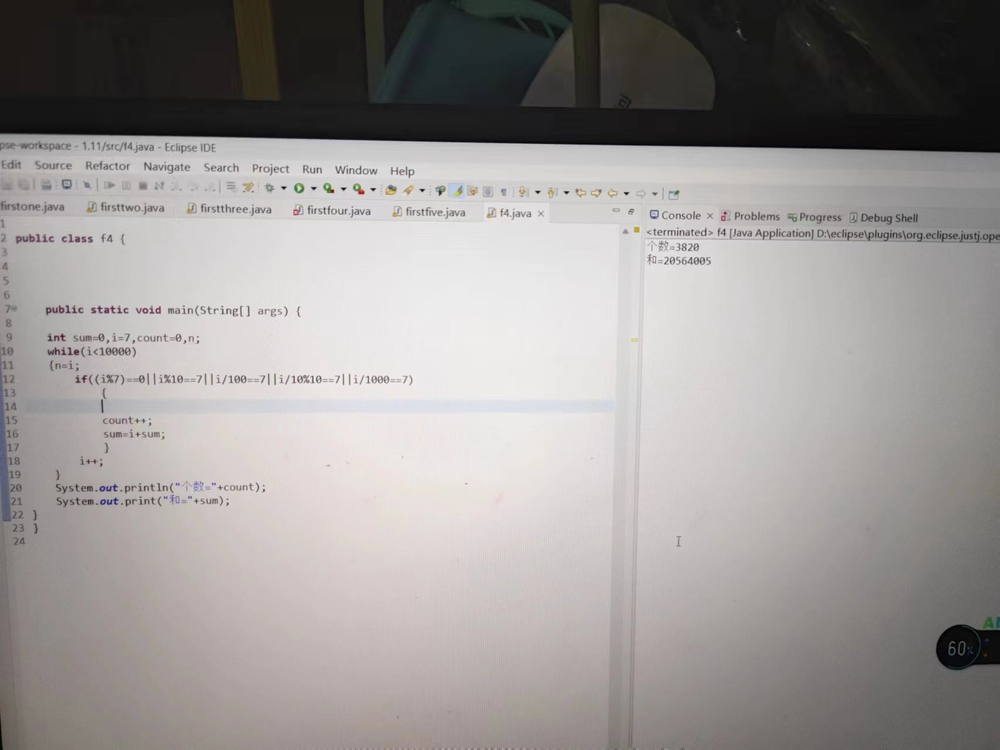 pse-workspace - 1.11/src/f4.java - Eclipse IDE
Edit Source Refactor Navigate Search Project Run Window Help
firstone.java firsttwo.java firstthree.java firstfour.java firstfive.java f4.java
1
2 public class f4 {
3
4
5
6
7 public static void main(String[] args) {
8
9 int sum=0,i=7,count=0,n;
10 while(i<10000)
11 {n=i;
12 if((i%7)==0||i%10==7||i/100==7||i/10%10==7||i/1000==7)
13 {
14
15 count++;
16 sum=i+sum;
17 }
18 i++;
19 }
20 System.out.println("个数="+count);
21 System.out.print("和="+sum);
22 }
23 }
24
Console Problems Progress Debug Shell
<terminated> f4 [Java Application] D:\eclipse\plugins\org.eclipse.justj.ope
个数=3820
和=20564005
60%